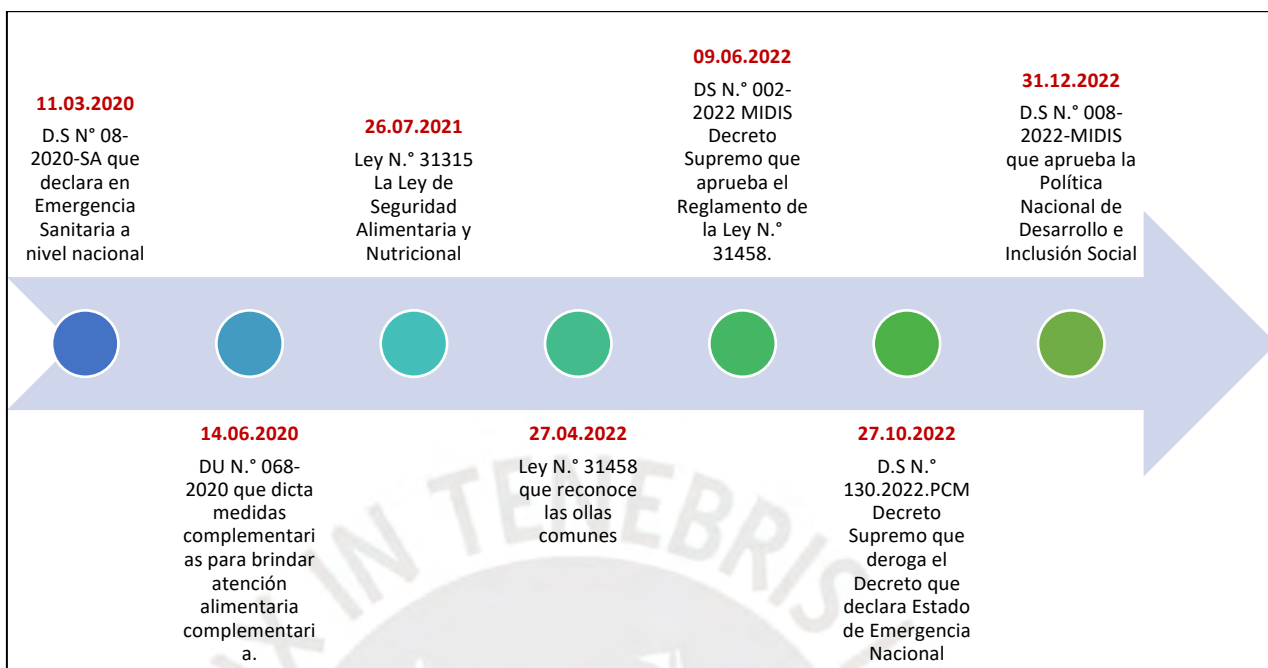 11.03.2020
D.S N° 08-
2020-SA que
declara en
Emergencia
Sanitaria a
nivel nacional
14.06.2020
DU N.° 068-
2020 que dicta
medidas
complementari
as para brindar
atención
alimentaria
complementari
a.
26.07.2021
Ley N.° 31315
La Ley de
Seguridad
Alimentaria y
Nutricional
27.04.2022
Ley N.° 31458
que reconoce
las ollas
comunes
09.06.2022
DS N.° 002-
2022 MIDIS
Decreto
Supremo que
aprueba el
Reglamento de
la Ley N.°
31458.
27.10.2022
D.S N.°
130.2022.PCM
Decreto
Supremo que
deroga el
Decreto que
declara Estado
de Emergencia
Nacional
31.12.2022
D.S N.° 008-
2022-MIDIS
que aprueba la
Política
Nacional de
Desarrollo e
Inclusión Social
IN TENEBRIS